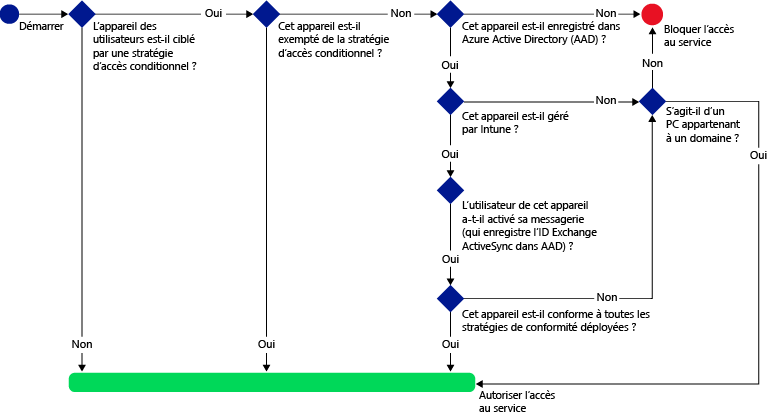 Démarrer
L'appareil des
utilisateurs est-il ciblé
par une stratégie
d'accès conditionnel ?
Oui
Cet appareil est-il
exempté de la stratégie
d'accès conditionnel ?
Non
Cet appareil est-il enregistré dans
Azure Active Directory (AAD) ?
Non
Bloquer l'accès
au service
Oui
Non
Cet appareil est-il géré
par Intune ?
Non
S'agit-il d'un
PC appartenant
à un domaine ?
Oui
Oui
L'utilisateur de cet appareil
a-t-il activé sa messagerie
(qui enregistre l'ID Exchange
ActiveSync dans AAD) ?
Oui
Non
Cet appareil est-il conforme à toutes les
stratégies de conformité déployées ?
Non
Oui
Oui
Autoriser l'accès
au service